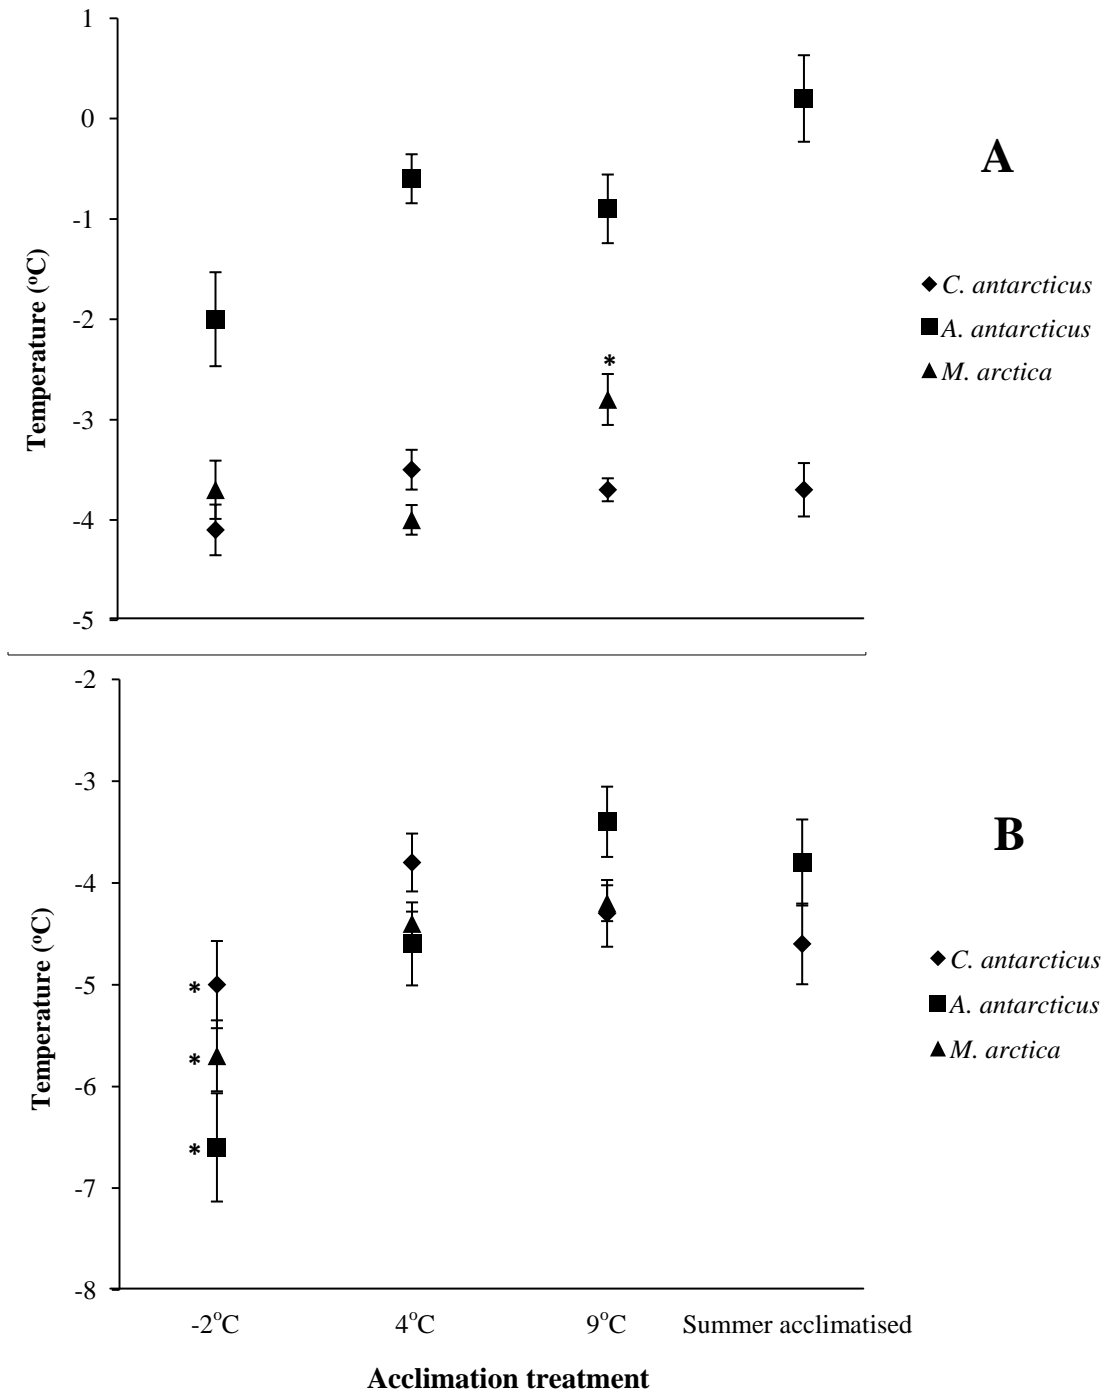 1
0
-1
-2
-3
-4
-5
Temperature (ºC)
*
A
C. antarcticus
A. antarcticus
M. arctica
-2
-3
-4
-5
-6
-7
-8
Temperature (ºC)
*
*
*
B
C. antarcticus
A. antarcticus
M. arctica
-2ºC 4ºC 9ºC Summer acclimatised
Acclimation treatment